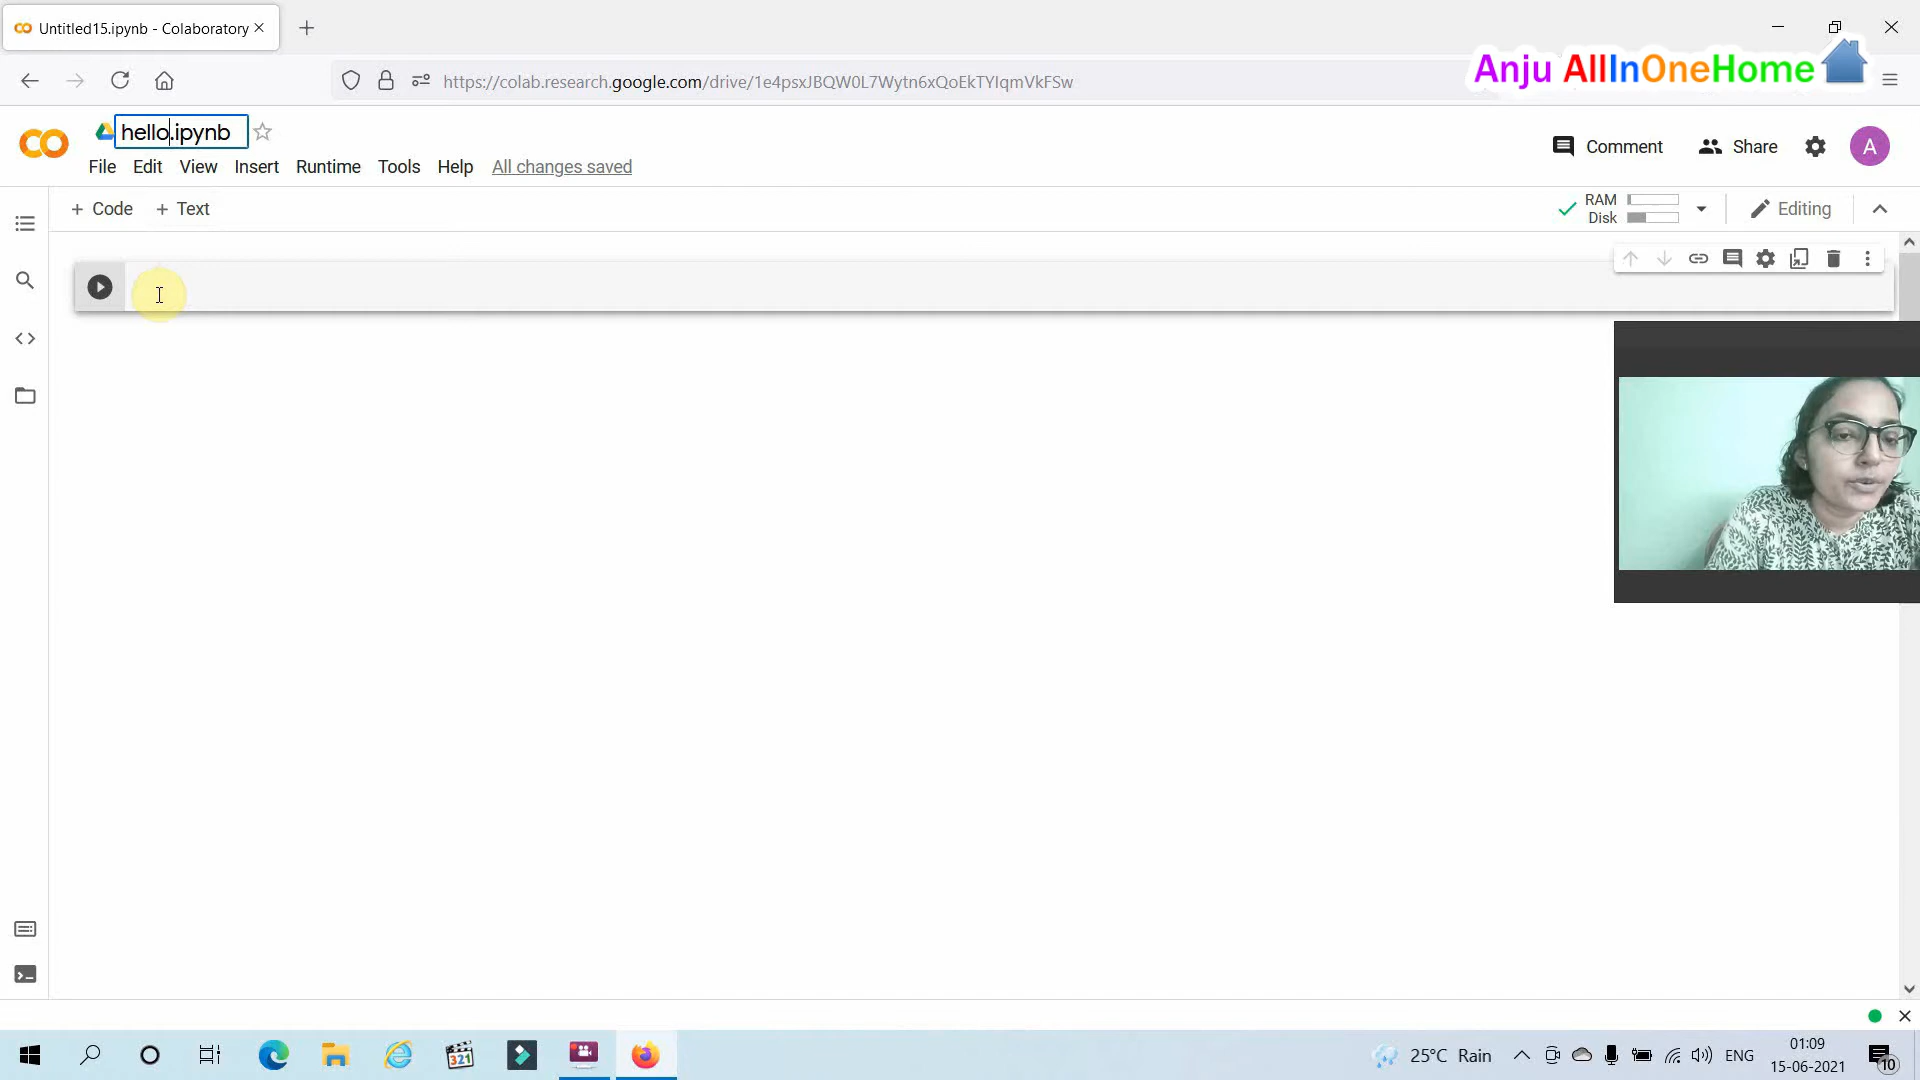 Untitled15.ipynb - Colaboratory
https://colab.research.google.com/drive/1e4psxJBQW0L7Wytn6xQoEkTYIqmVkFSw
Anju AllInOneHome
hello.ipynb
Comment
Share
A
File Edit View Insert Runtime Tools Help All changes saved
+ Code + Text
RAM
Disk
Editing
321
25°C Rain
ENG
01:09
15-06-2021
10